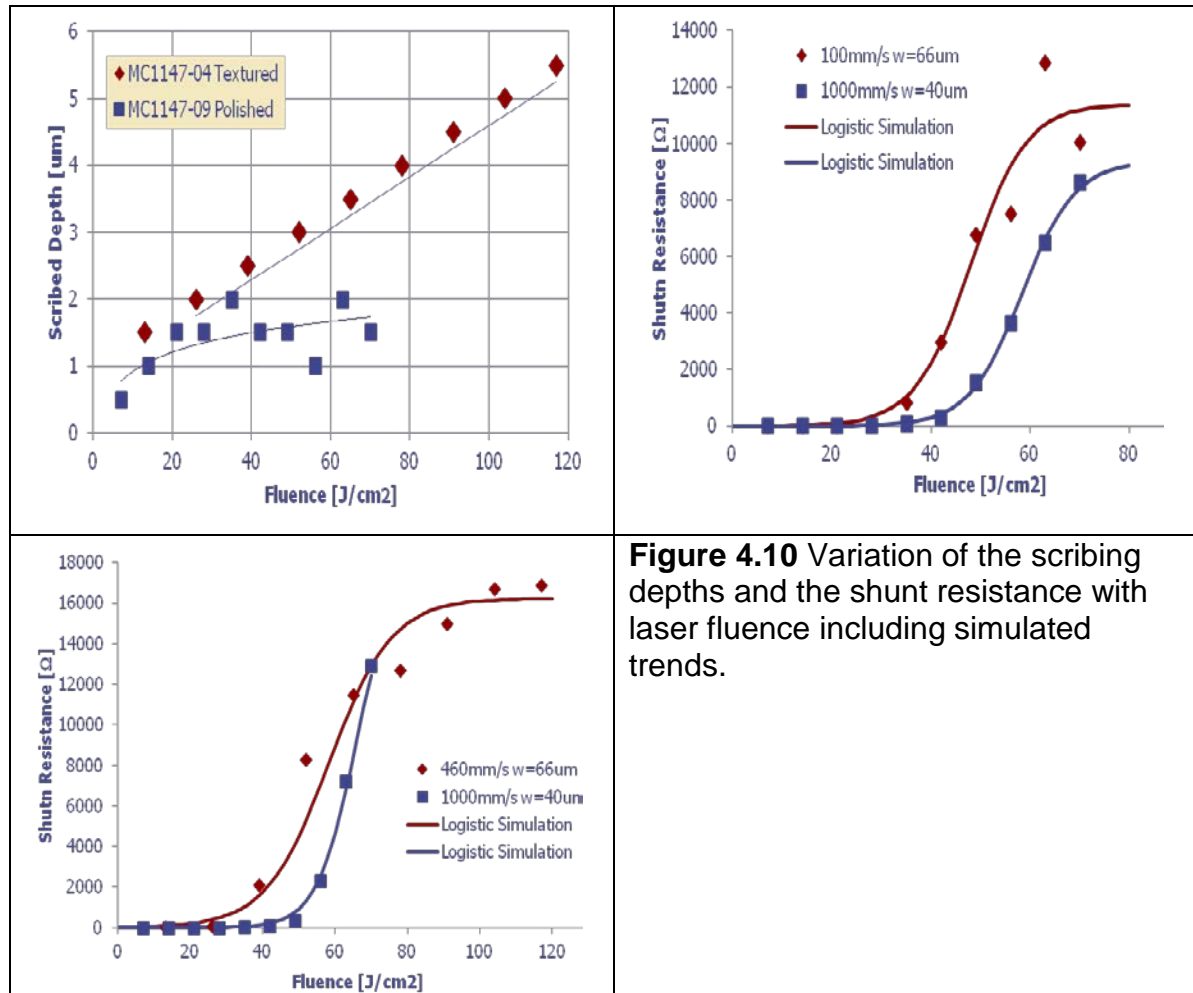 6
5
4
3
2
1
0
Scribed Depth [um]
MC1147-04 Textured
MC1147-09 Polished
0 20 40 60 80 100 120
Fluence [J/cm2]
14000
12000
10000
8000
6000
4000
2000
0
Shutn Resistance [Ω]
100mm/s w=66um
1000mm/s w=40um
Logistic Simulation
Logistic Simulation
0 20 40 60 80
Fluence [J/cm2]
18000
16000
14000
12000
10000
8000
6000
4000
2000
0
Shutn Resistance [Ω]
460mm/s w=66um
1000mm/s w=40un
Logistic Simulation
Logistic Simulation
0 20 40 60 80 100 120
Fluence [J/cm2]
Figure 4.10 Variation of the scribing
depths and the shunt resistance with
laser fluence including simulated
trends.